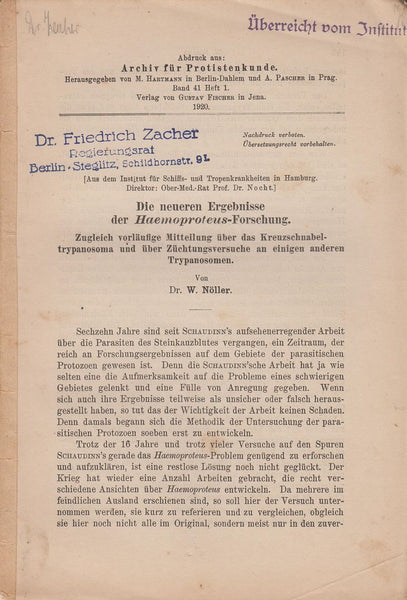 Dr. Zacher
Überreicht vom Institut
Abdruck aus:
Archiv für Protistenkunde.
Herausgegeben von M. HARTMANN in Berlin-Dahlem und A. PASCHER in Prag.
Band 41 Heft 1.
Verlag von GUSTAV FISCHER in Jena.
1920.
Dr. Friedrich Zacher
Regierungsrat
Berlin-Steglitz, Schildhornstr. 91
Nachdruck verboten.
Übersetzungsrecht vorbehalten.
[Aus dem Institut für Schiffs- und Tropenkrankheiten in Hamburg.
Direktor: Ober-Med.-Rat Prof. Dr. Nocht.]
Die neueren Ergebnisse
der Haemoproteus-Forschung.
Zugleich vorläufige Mitteilung über das Kreuzschnabel-
trypanosoma und über Züchtungsversuche an einigen anderen
Trypanosomen.
Von
Dr. W. Nöller.
Sechzehn Jahre sind seit SCHAUDINN's aufsehenerregender Arbeit
über die Parasiten des Steinkauzblutes vergangen, ein Zeitraum, der
reich an Forschungsergebnissen auf dem Gebiete der parasitischen
Protozoen gewesen ist. Denn die SCHAUDINN'sche Arbeit hat ja wie
selten eine die Aufmerksamkeit auf die Probleme eines schwierigen
Gebietes gelenkt und eine Fülle von Anregung gegeben. Wenn
sich auch ihre Ergebnisse teilweise als unsicher oder falsch heraus-
gestellt haben, so tut das der Wichtigkeit der Arbeit keinen Schaden.
Denn damals begann sich die Methodik der Untersuchung der para-
sitischen Protozoen soeben erst zu entwickeln.
Trotz der 16 Jahre und trotz vieler Versuche auf den Spuren
SCHAUDINN's gerade das Haemoproteus-Problem genügend zu erforschen
und aufzuklären, ist eine restlose Lösung noch nicht geglückt. Der
Krieg hat wieder eine Anzahl Arbeiten gebracht, die recht ver-
schiedene Ansichten über Haemoproteus entwickeln. Da mehrere im
feindlichen Ausland erschienen sind, so soll hier der Versuch unter-
nommen werden, sie kurz zu referieren und zu vergleichen, obgleich
sie hier noch nicht alle im Original, sondern meist nur in den zuver-